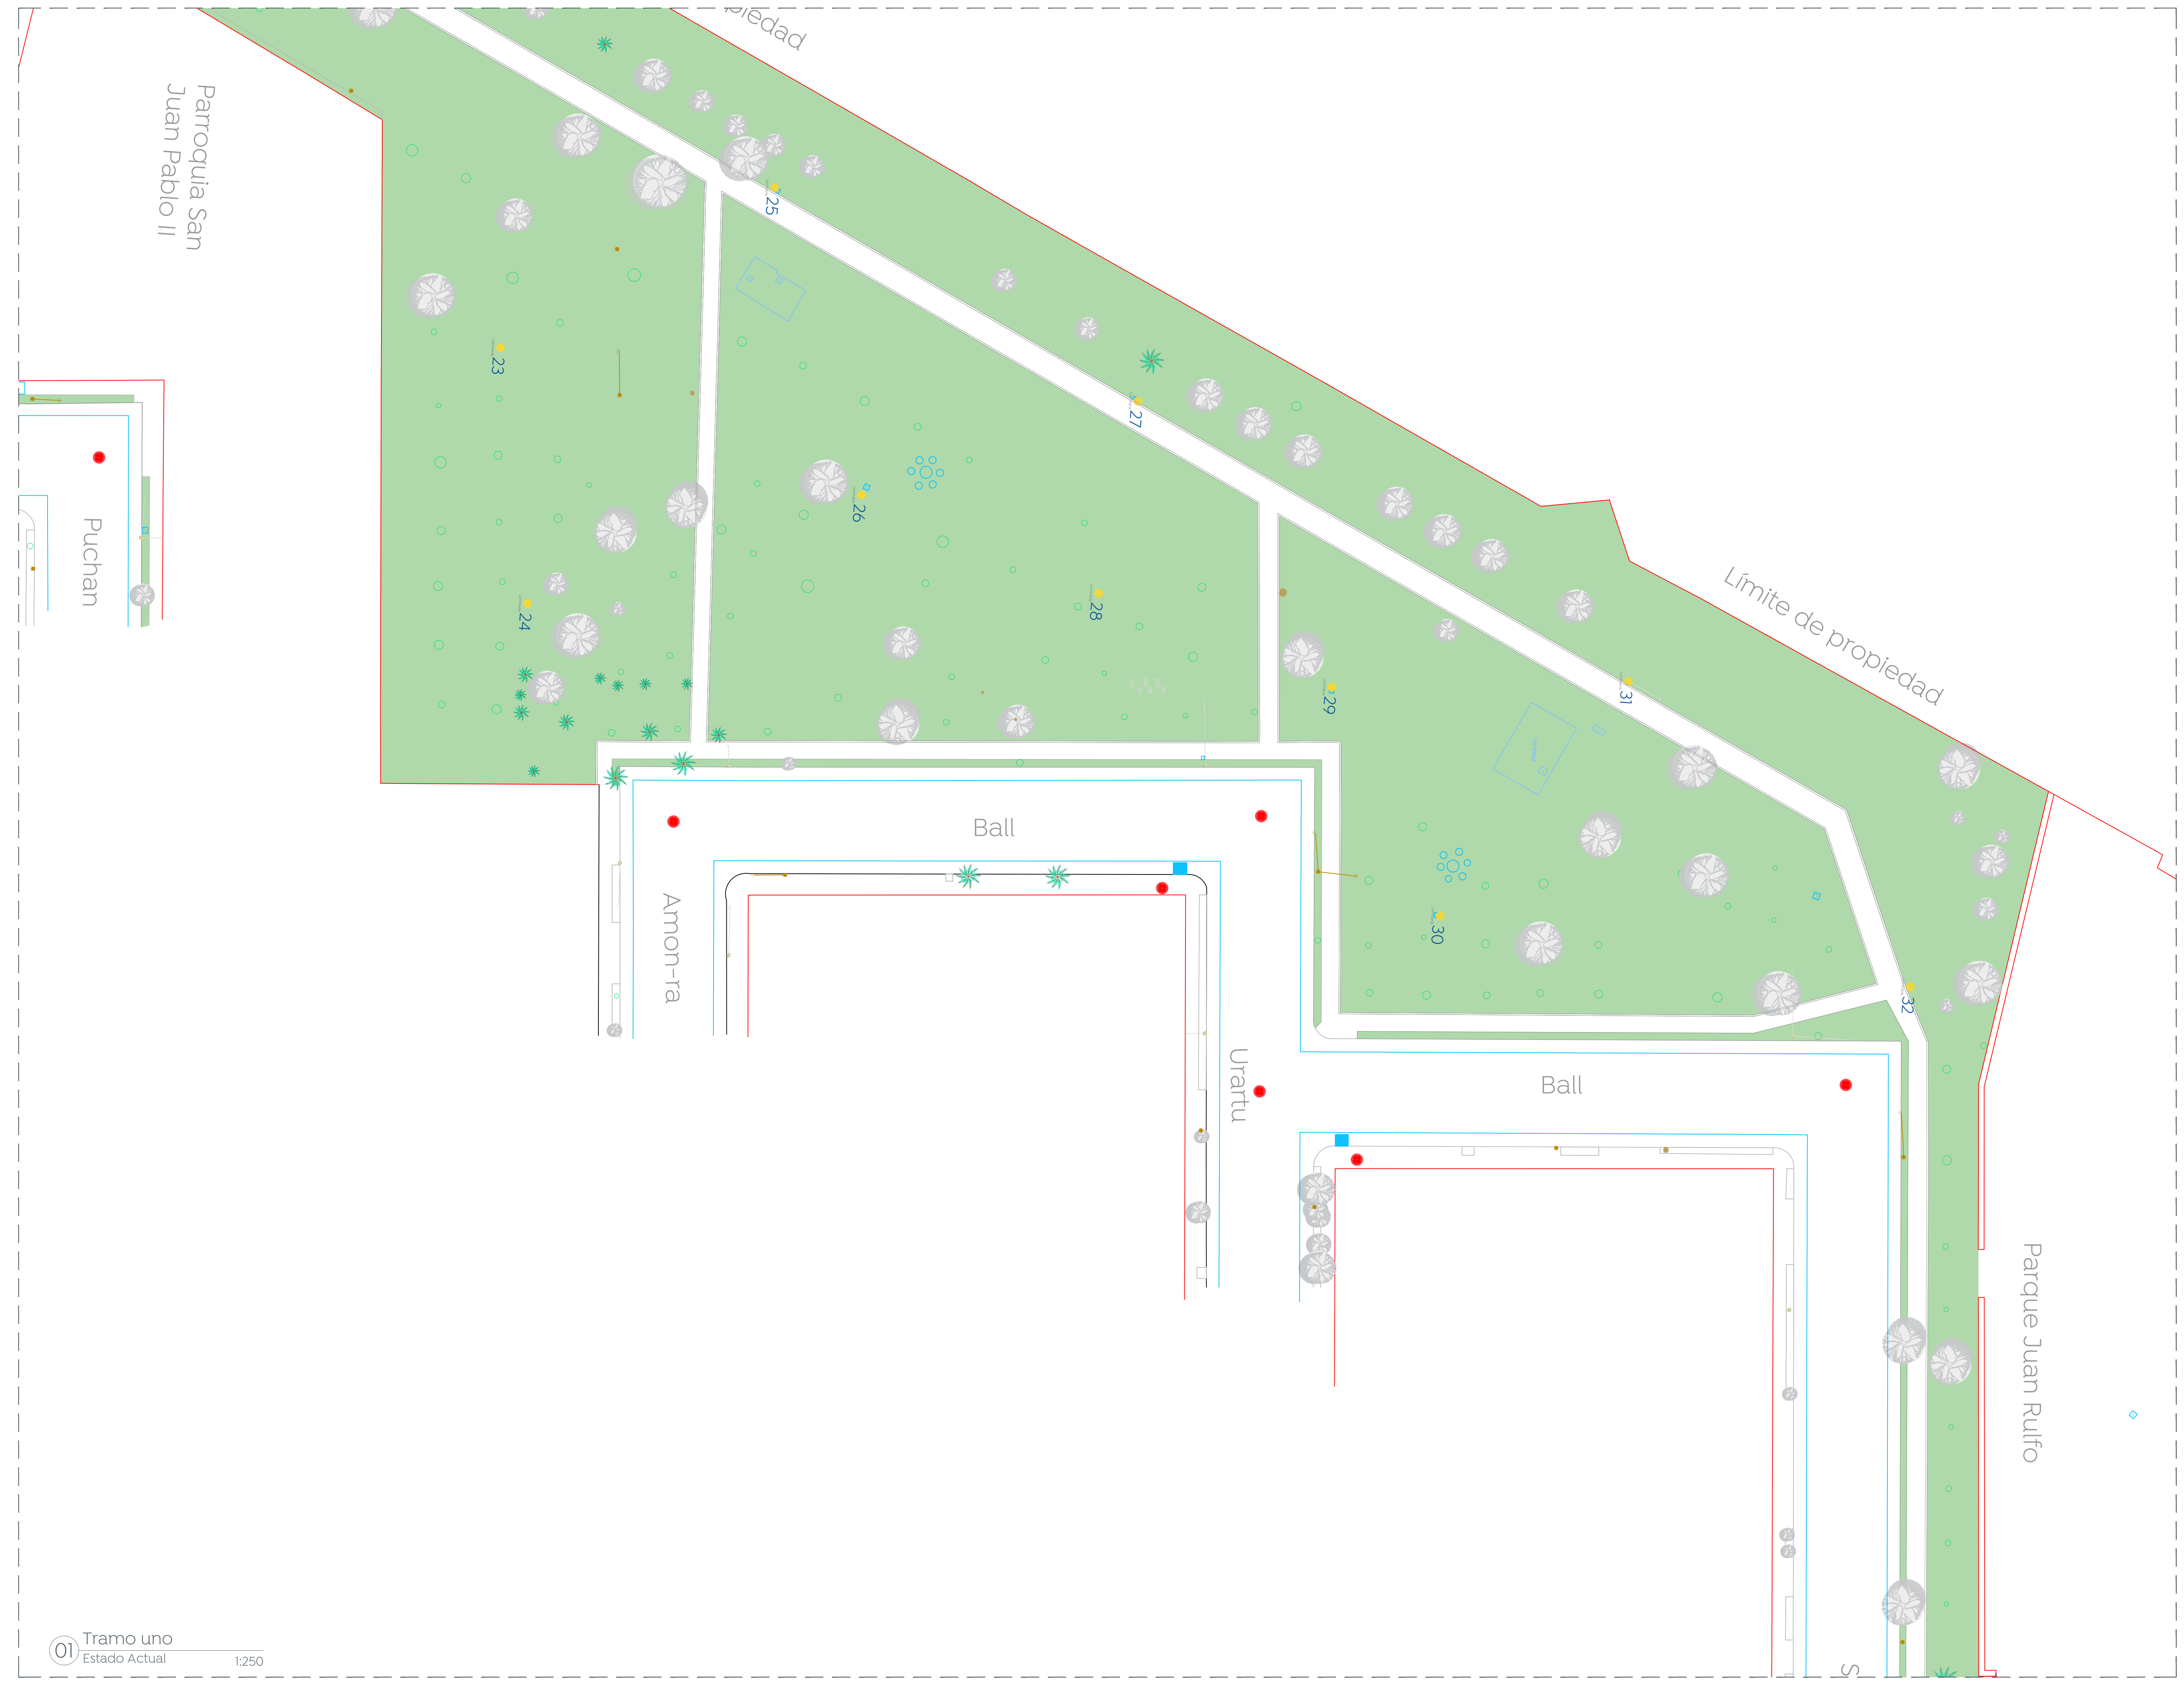 piedad
Parroquia San
Juan Pablo II
25
23
27
26
24
28
Puchan
Límite de propiedad
29
31
Ball
30
Amon-ra
32
Urartu
Ball
Parque Juan Rulfo
01
Tramo uno
Estado Actual
1:250
S